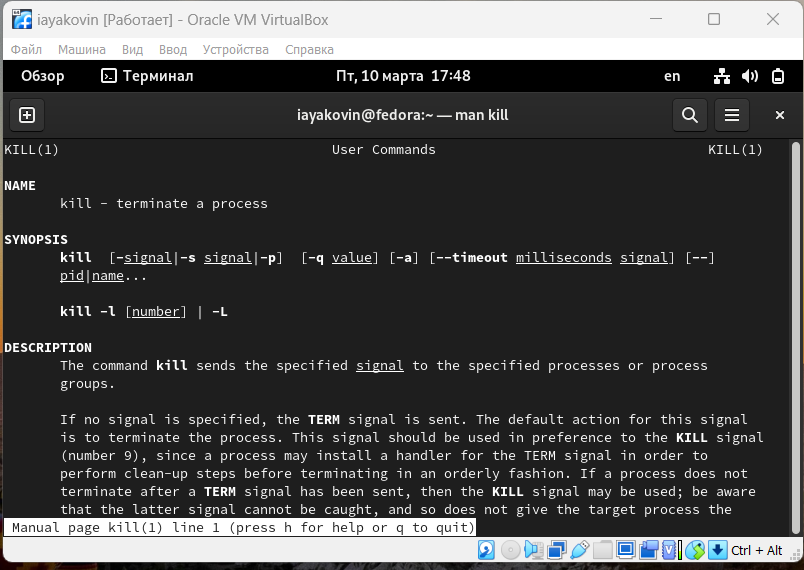 iayakovin [Работает] - Oracle VM VirtualBox
Файл Машина Вид Ввод Устройства Справка
Обзор Терминал Пт, 10 марта 17:48 en
iayakovin@fedora:~ — man kill
KILL(1) User Commands KILL(1)
NAME
kill - terminate a process
SYNOPSIS
kill [-signal|-s signal|-p] [-q value] [-a] [--timeout milliseconds signal] [--]
pid|name...
kill -l [number] | -L
DESCRIPTION
The command kill sends the specified signal to the specified processes or process
groups.
If no signal is specified, the TERM signal is sent. The default action for this signal
is to terminate the process. This signal should be used in preference to the KILL signal
(number 9), since a process may install a handler for the TERM signal in order to
perform clean-up steps before terminating in an orderly fashion. If a process does not
terminate after a TERM signal has been sent, then the KILL signal may be used; be aware
that the latter signal cannot be caught, and so does not give the target process the
Manual page kill(1) line 1 (press h for help or q to quit)
Ctrl + Alt